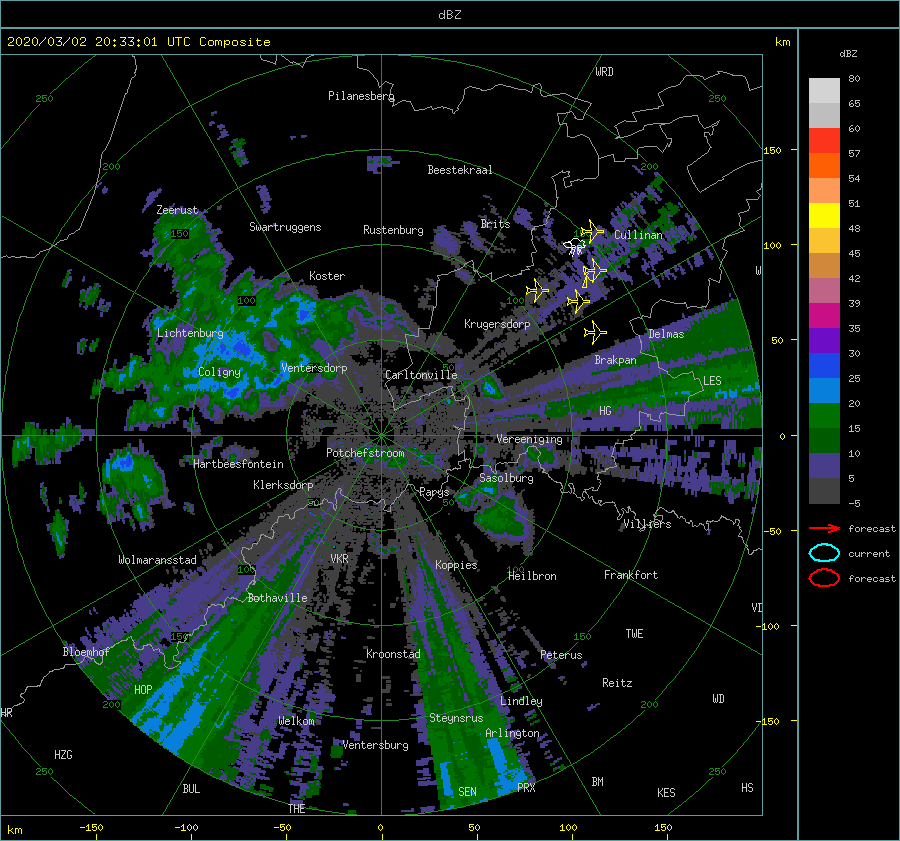 dBZ
2020/03/02 20:33:01 UTC Composite
km
dBZ
WRD
80
250
Pilanesberg
250
65
60
150
57
200
Beestekraal
200
54
Zeerust
51
Swartruggens
Rustenburg
Brits
150
Cullinan
48
100
45
W
Koster
42
100
100
39
Krugersdorp
35
Lichtenburg
Delmas
50
30
Brakpan
Coligny
Ventersdorp
50
Carltonville
LES
25
HG
20
Vereeniging
0
15
Potchefstroom
10
Hartbeesfontein
Sasolburg
5
Klerksdorp
Parys
50
50
-5
Villiers
forecast
-50
Wolmaransstad
VKR
current
Koppies
100
100
Heilbron
Frankfort
forecast
Bothaville
VI
-100
150
150
TWE
Bloemhof
Kroonstad
Peterus
HOP
Reitz
WD
200
Lindley
200
HR
Welkom
Steynsrus
-150
Arlington
HZG
Ventersburg
250
250
BUL
SEN
PRX
BM
KES
HS
THE
km
-150
-100
-50
0
50
100
150